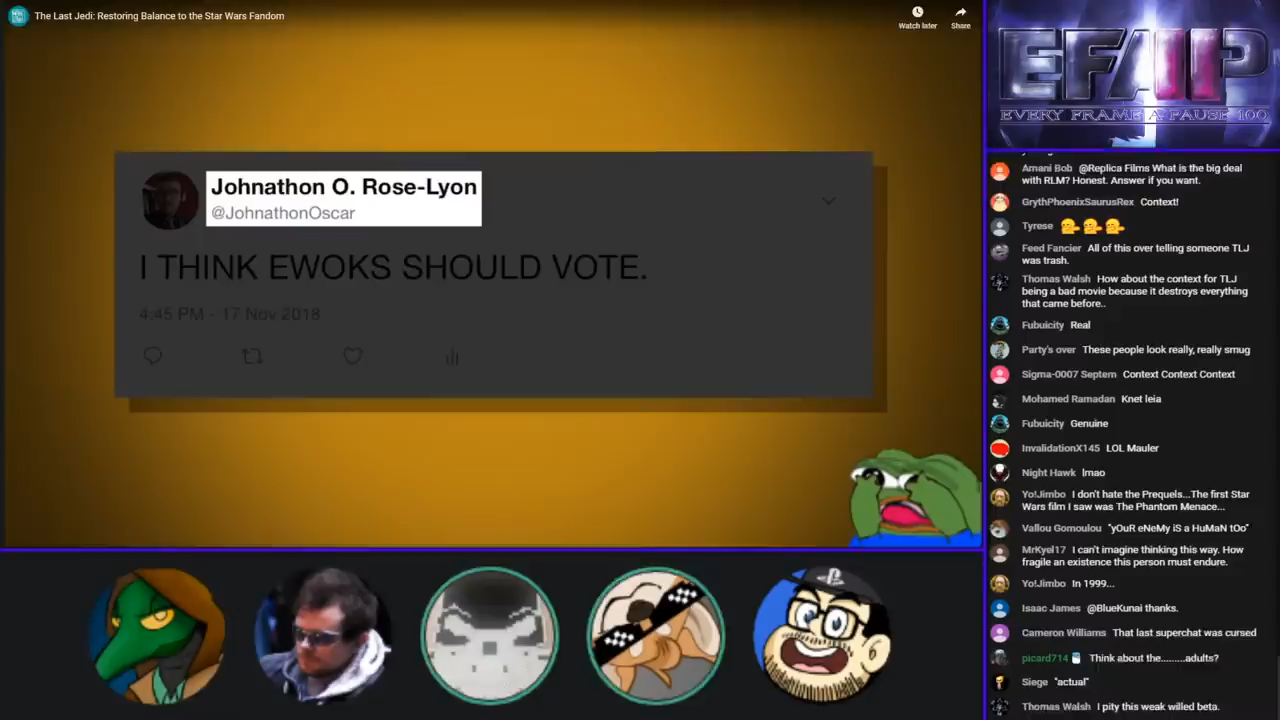 The Last Jedi: Restoring Balance to the Star Wars Fandom
Watch later
Share
Johnathon O. Rose-Lyon
@JohnathonOscar
I THINK EWOKS SHOULD VOTE.
4:45 PM - 17 Nov 2018
EFAP
EVERY FRAME A PAUSE 100
Amani Bob @Replica Films What is the big deal
with RLM? Honest. Answer if you want.
GrythPhoenixSaurusRex Context!
Tyrese
Feed Fancier All of this over telling someone TLJ
was trash.
Thomas Walsh How about the context for TLJ
being a bad movie because it destroys everything
that came before..
Fubuicity Real
Party's over These people look really, really smug
Sigma-0007 Septem Context Context Context
Mohamed Ramadan Knet leia
Fubuicity Genuine
InvalidationX145 LOL Mauler
Night Hawk lmao
Yo!Jimbo I don't hate the Prequels...The first Star
Wars film I saw was The Phantom Menace...
Vallou Gomoulou "yOuR eNeMy iS a HuMaN tOo"
MrKyel17 I can't imagine thinking this way. How
fragile an existence this person must endure.
Yo!Jimbo In 1999...
Isaac James @BlueKunai thanks.
Cameron Williams That last superchat was cursed
picard714 Think about the.........adults?
Siege "actual"
Thomas Walsh I pity this weak willed beta.